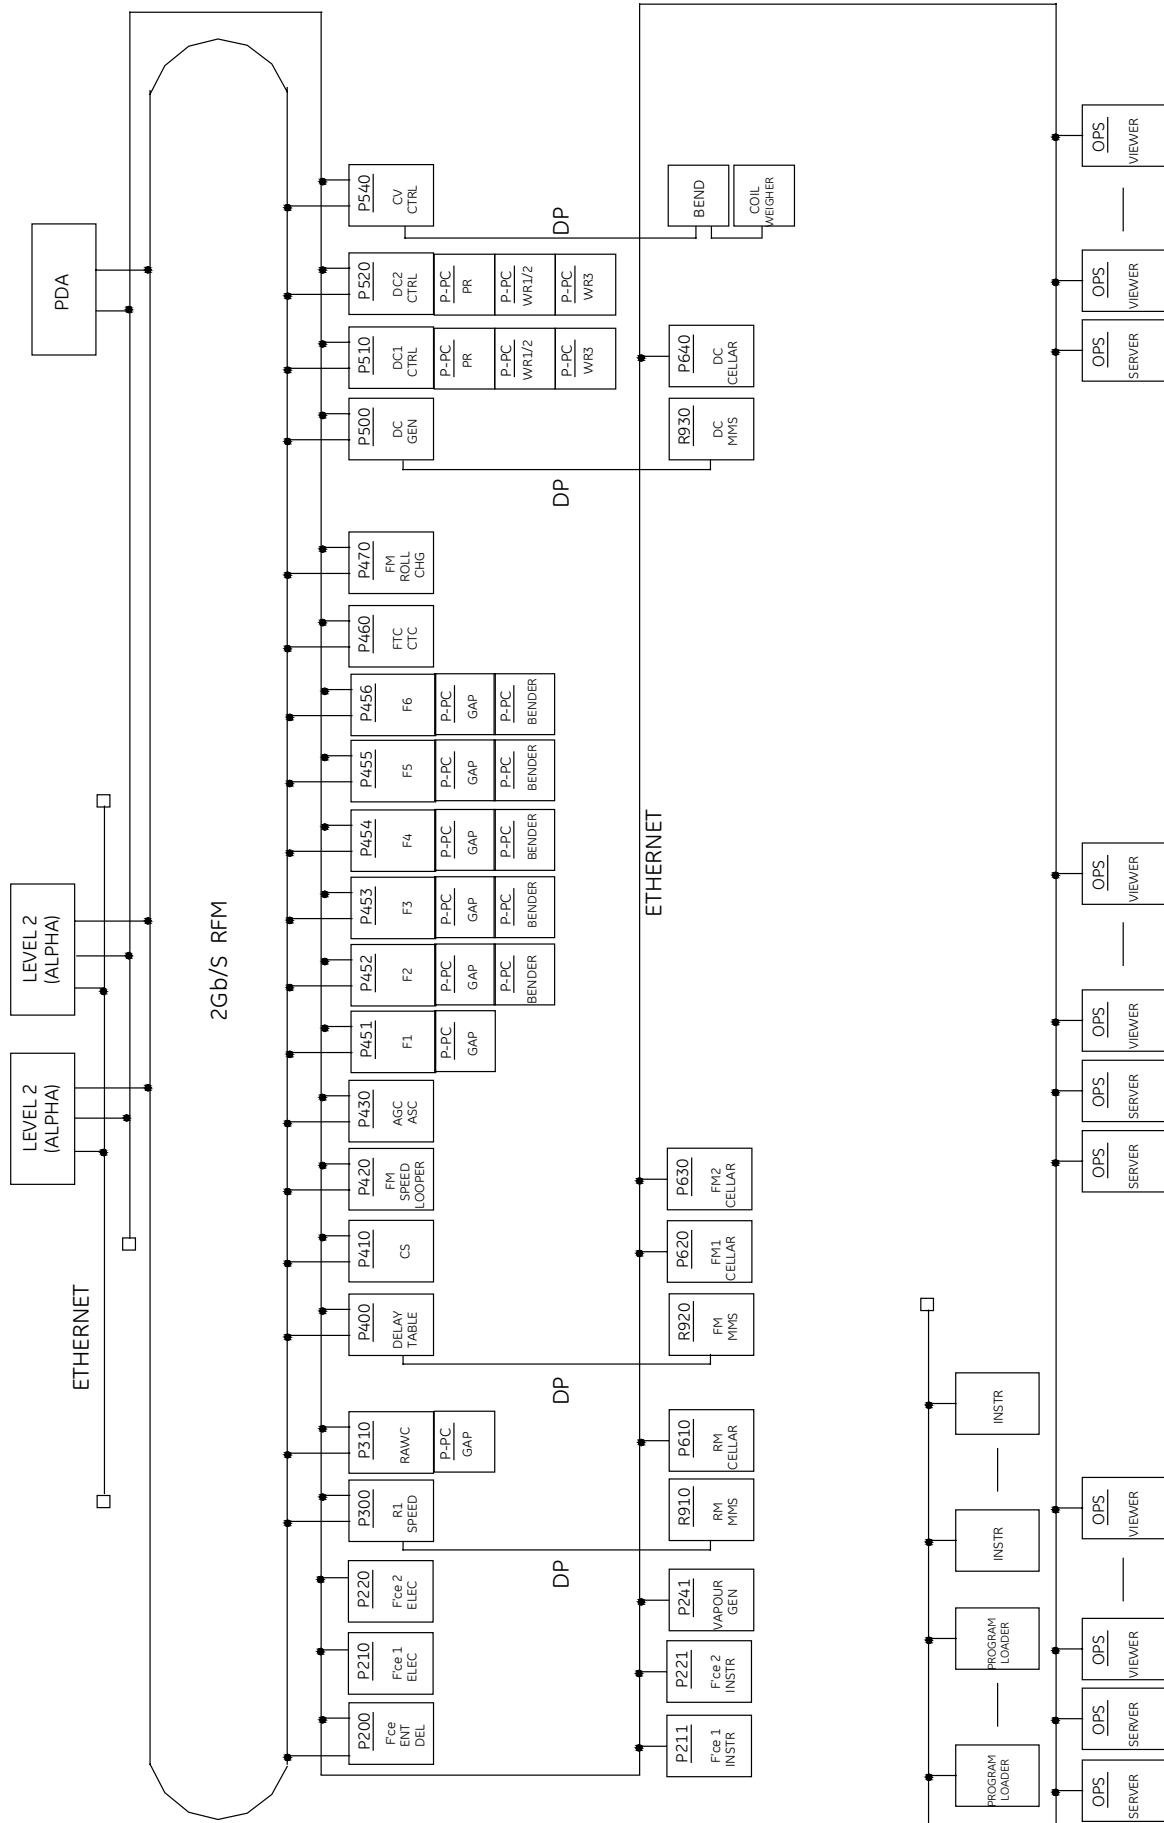 LEVEL 2
(ALPHA)
LEVEL 2
(ALPHA)
PDA
ETHERNET
2Gb/S RFM
P200
F'ce
ENT
DEL
P210
F'ce 1
ELEC
P220
F'ce 2
ELEC
P300
R1
SPEED
P310
RAWC
P-PC
GAP
P400
DELAY
TABLE
P410
CS
P420
FM
SPEED
LOOPER
P430
AGC
ASC
P451
F1
P-PC
GAP
P452
F2
P-PC
GAP
P-PC
BENDER
P453
F3
P-PC
GAP
P-PC
BENDER
P454
F4
P-PC
GAP
P-PC
BENDER
P455
F5
P-PC
GAP
P-PC
BENDER
P456
F6
P-PC
GAP
P-PC
BENDER
P460
FTC
CTC
P470
FM
ROLL
CHG
P500
DC
GEN
P510
DC1
CTRL
P-PC
PR
P-PC
WR1/2
P-PC
WR3
P520
DC2
CTRL
P-PC
PR
P-PC
WR1/2
P-PC
WR3
P540
CV
CTRL
DP
DP
DP
DP
ETHERNET
P211
F'ce 1
INSTR
P221
F'ce 2
INSTR
P241
VAPOUR
GEN
R910
RM
MMS
P610
RM
CELLAR
R920
FM
MMS
P620
FM1
CELLAR
P630
FM2
CELLAR
R930
DC
MMS
P640
DC
CELLAR
BEND
COIL
WEIGHER
PROGRAM
LOADER
PROGRAM
LOADER
INSTR
INSTR
OPS
SERVER
OPS
SERVER
OPS
VIEWER
OPS
VIEWER
OPS
SERVER
OPS
SERVER
OPS
VIEWER
OPS
VIEWER
OPS
SERVER
OPS
VIEWER
OPS
VIEWER